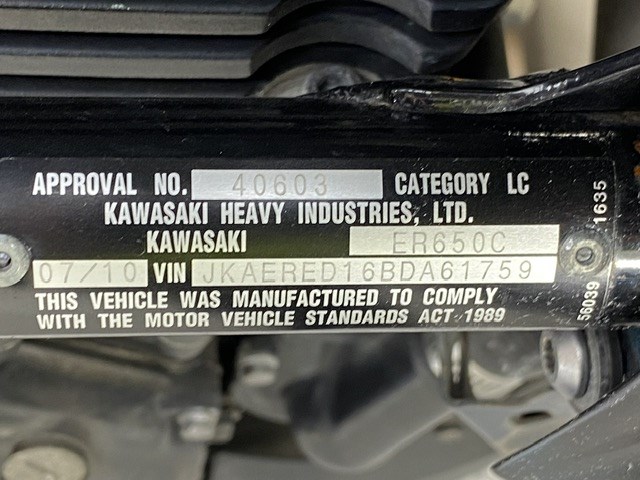 APPROVAL NO. 40603 CATEGORY LC
KAWASAKI HEAVY INDUSTRIES, LTD.
KAWASAKI ER650C
07/10 VIN JKAERED16BDA61759
THIS VEHICLE WAS MANUFACTURED TO COMPLY
WITH THE MOTOR VEHICLE STANDARDS ACT 1989
56039 1635